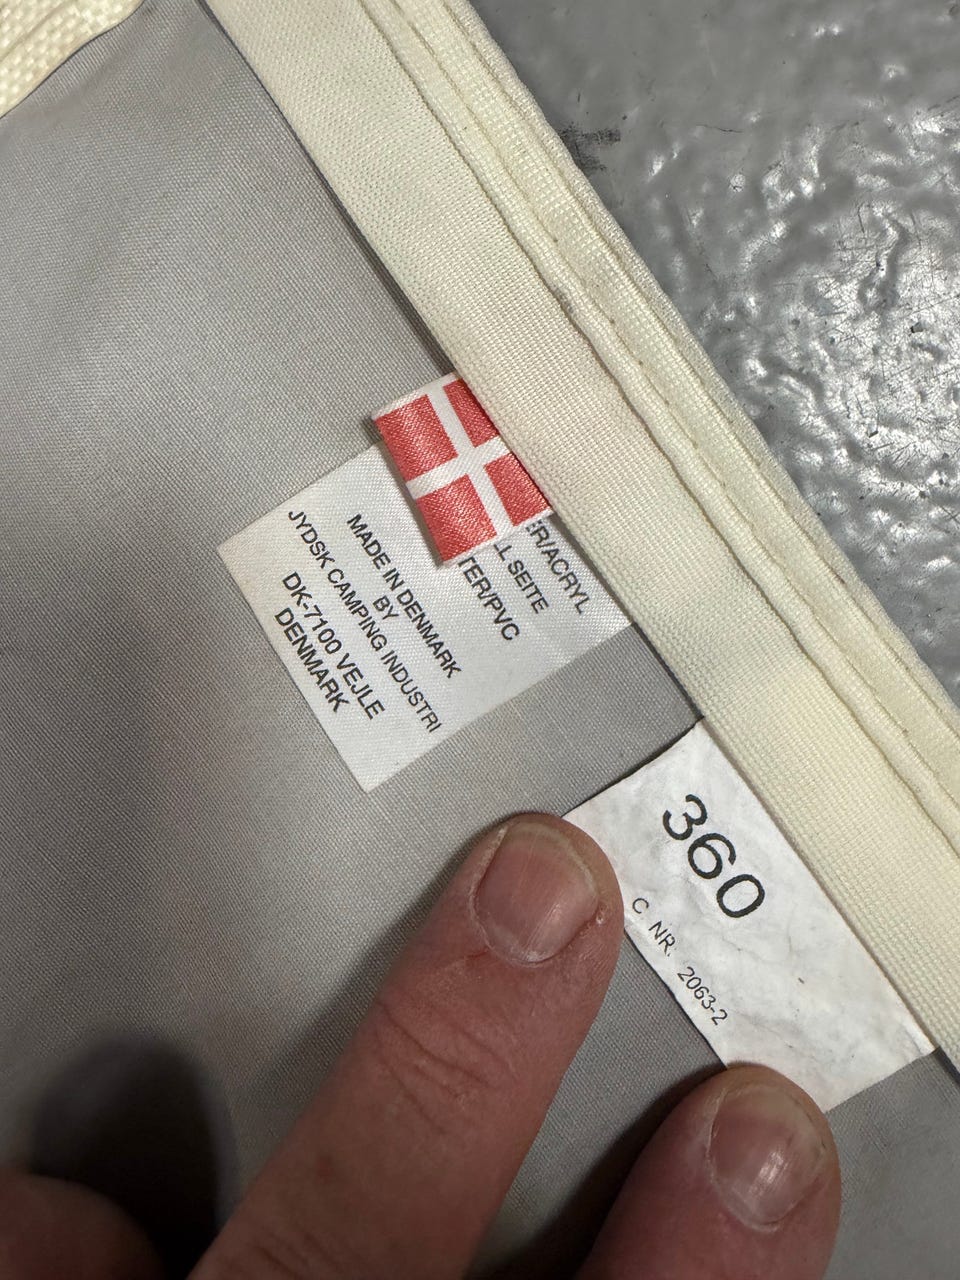 ER/ACRYL
LL SEITE
TER/PVC
MADE IN DENMARK
BY
JYDSK CAMPING INDUSTRI
DK-7100 VEJLE
DENMARK
360
C. NR. 2063-2